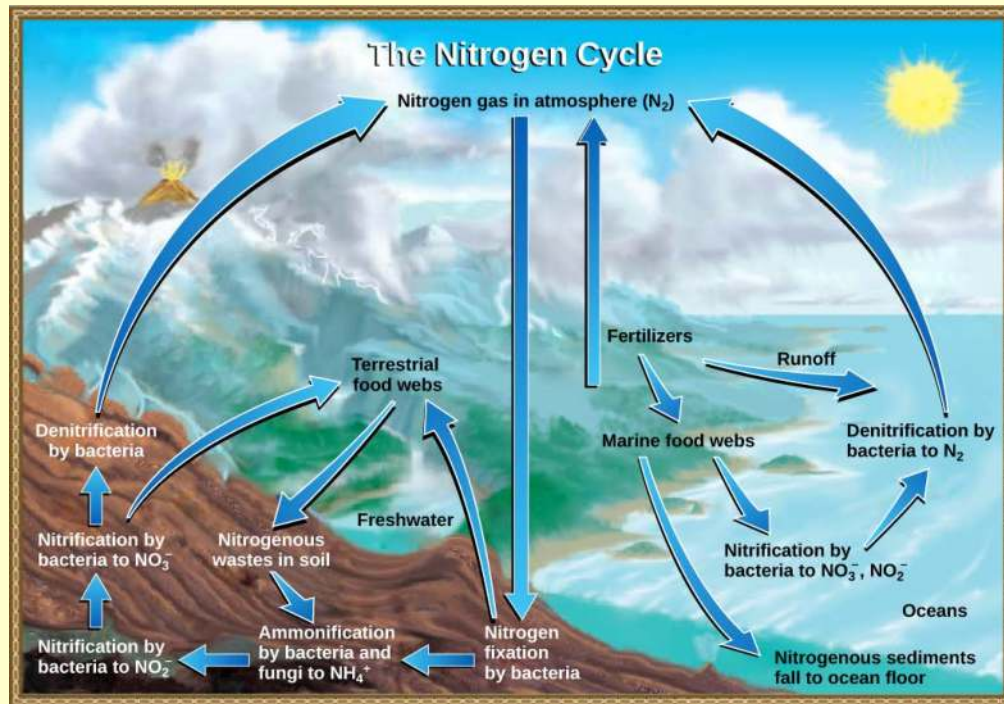 The Nitrogen Cycle
Nitrogen gas in atmosphere (N₂)
Fertilizers
Runoff
Terrestrial
food webs
Denitrification
by bacteria
Marine food webs
Denitrification by
bacteria to N₂
Freshwater
Nitrification by
bacteria to NO₃⁻
Nitrogenous
wastes in soil
Nitrification by
bacteria to NO₃⁻, NO₂⁻
Oceans
Nitrification by
bacteria to NO₂⁻
Ammonification
by bacteria and
fungi to NH₄⁺
Nitrogen
fixation
by bacteria
Nitrogenous sediments
fall to ocean floor